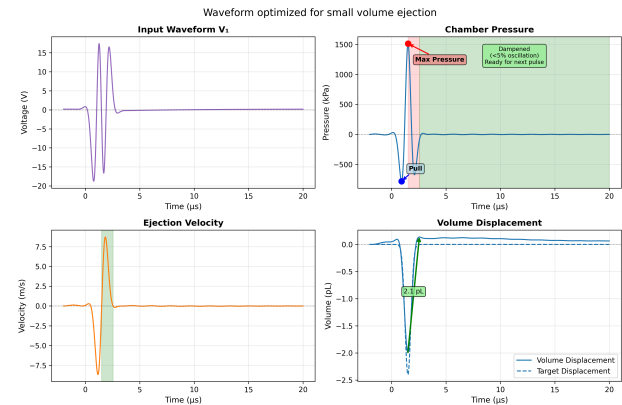 Waveform optimized for small volume ejection
Input Waveform V₁
Voltage (V)
15
10
5
0
−5
−10
−15
−20
0
5
10
15
20
Time (μs)
Chamber Pressure
Pressure (kPa)
1500
1000
500
0
−500
Max Pressure
Dampened
(<5% oscillation)
Ready for next pulse
Pull
0
5
10
15
20
Time (μs)
Ejection Velocity
Velocity (m/s)
7.5
5.0
2.5
0.0
−2.5
−5.0
−7.5
0
5
10
15
20
Time (μs)
Volume Displacement
Volume (pL)
0.0
−0.5
−1.0
−1.5
−2.0
−2.5
2.1 pL
Volume Displacement
Target Displacement
0
5
10
15
20
Time (μs)